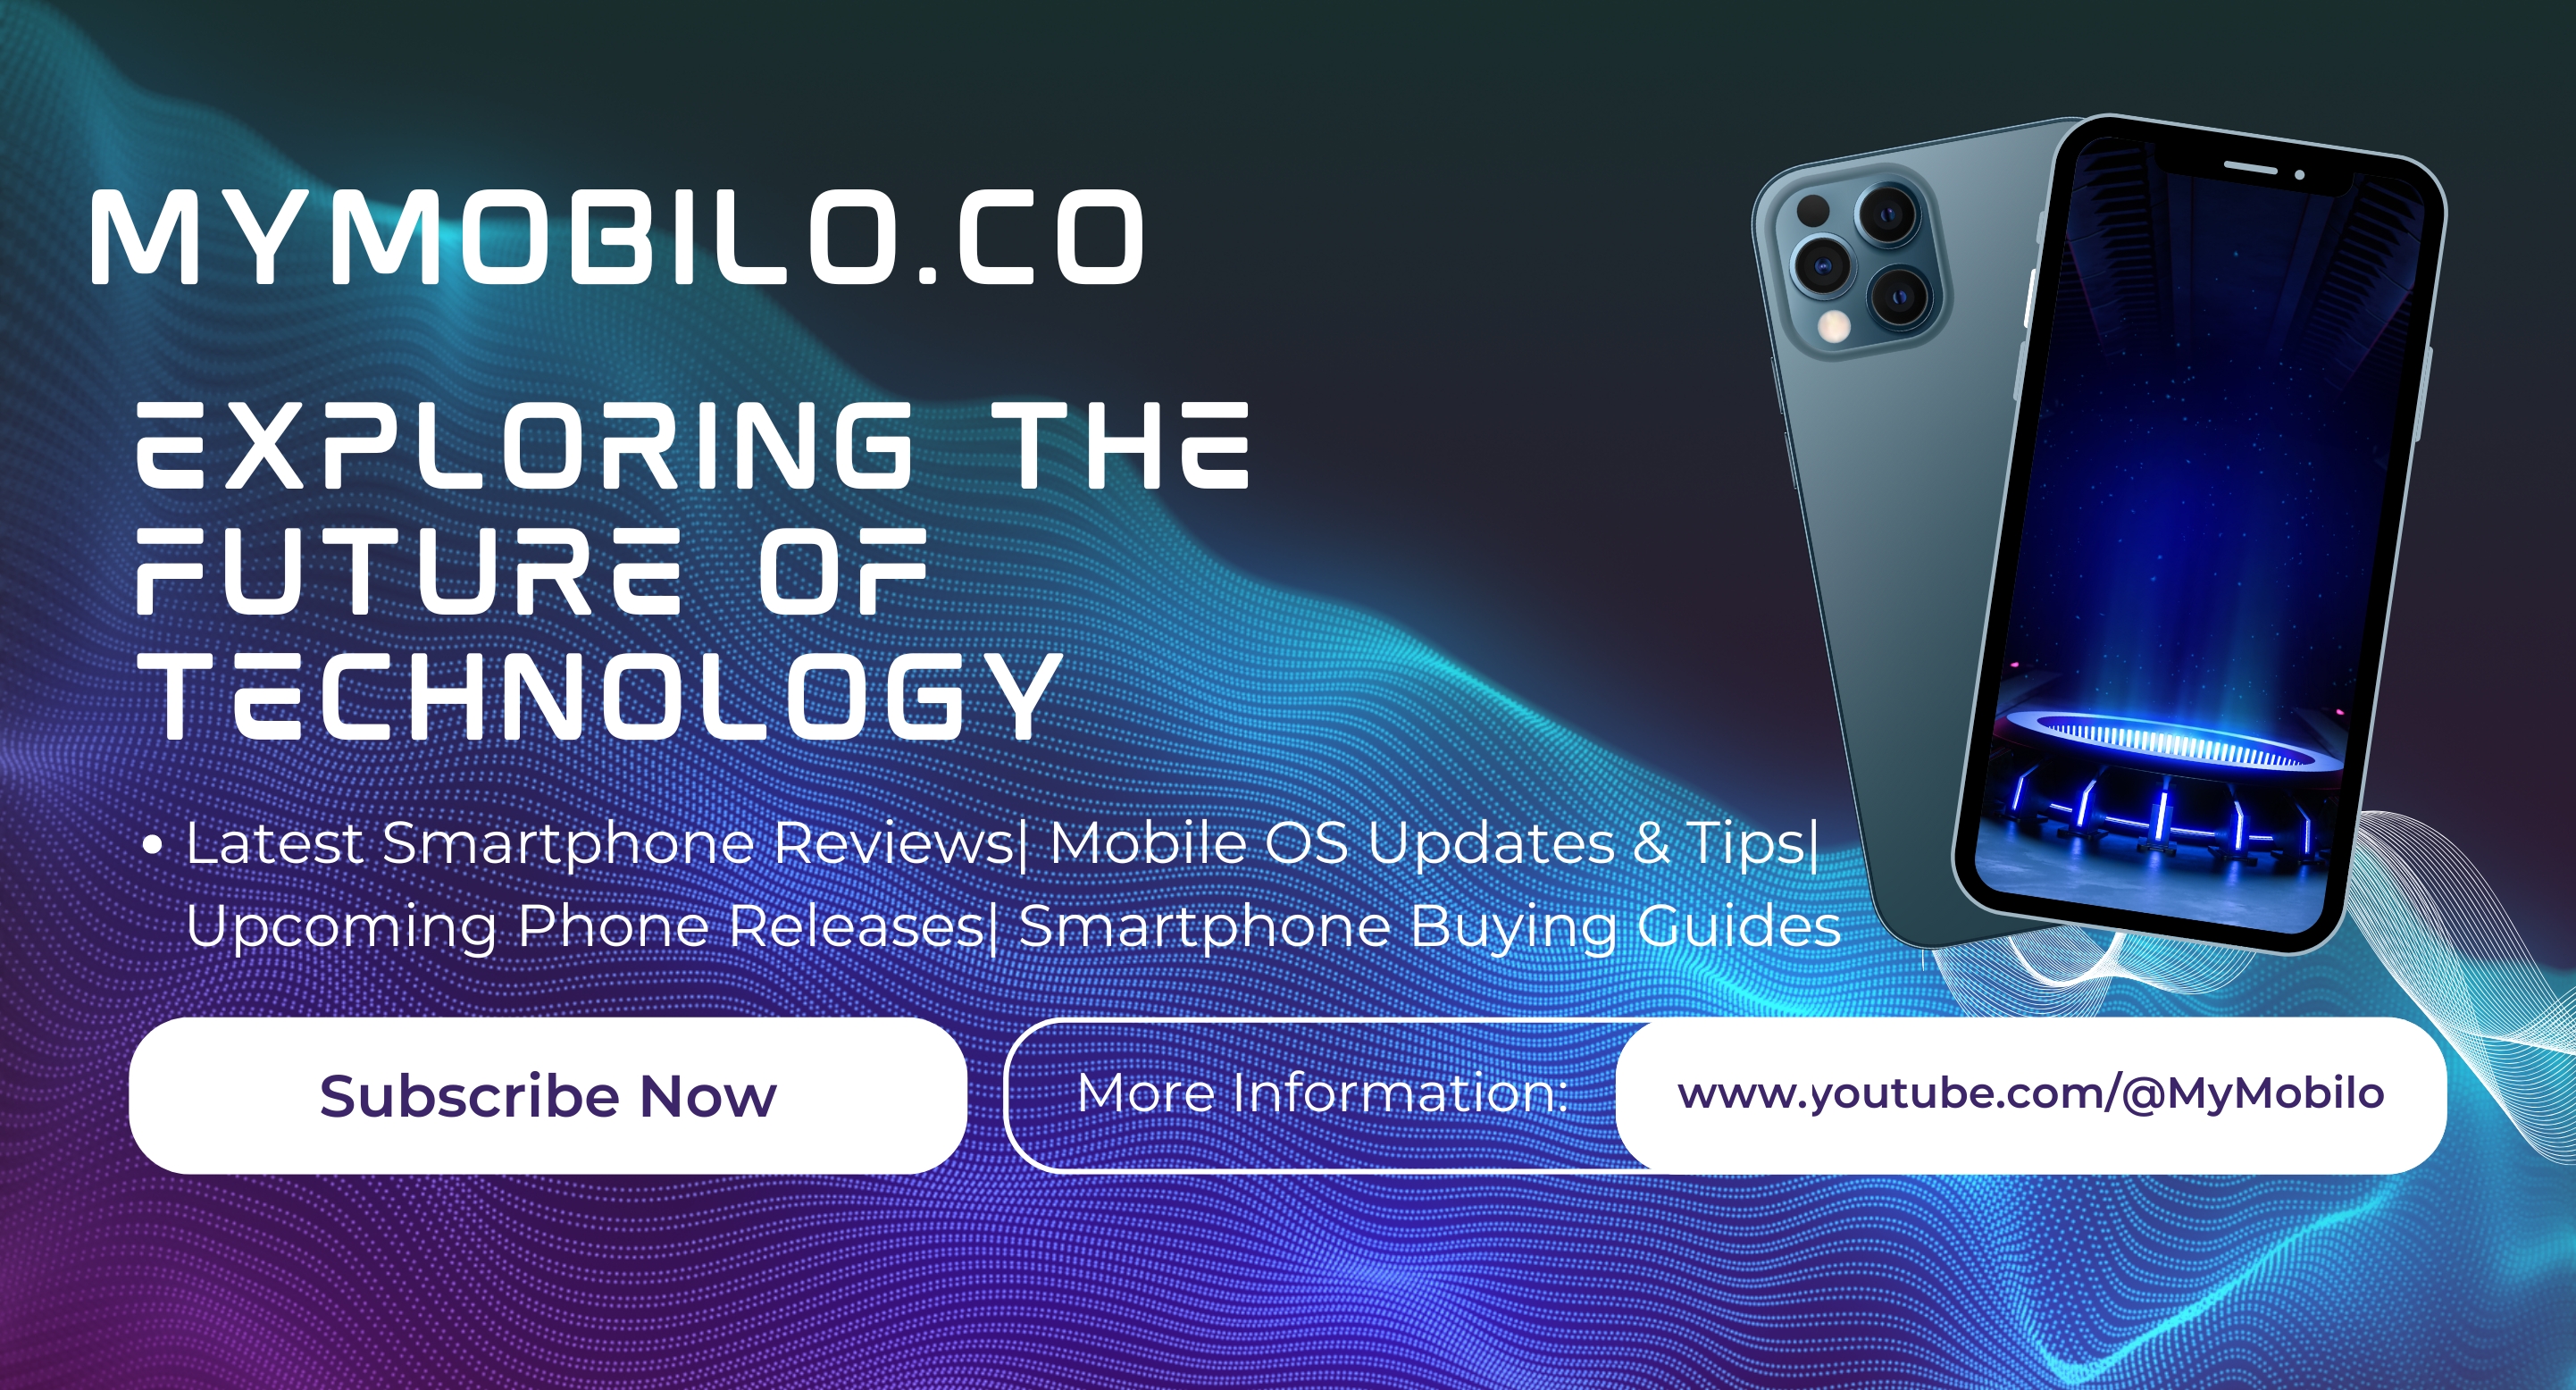 MYMOBILO.CO
EXPLORING THE
FUTURE OF
TECHNOLOGY
• Latest Smartphone Reviews| Mobile OS Updates & Tips|
Upcoming Phone Releases| Smartphone Buying Guides
Subscribe Now
More Information:
www.youtube.com/@MyMobilo